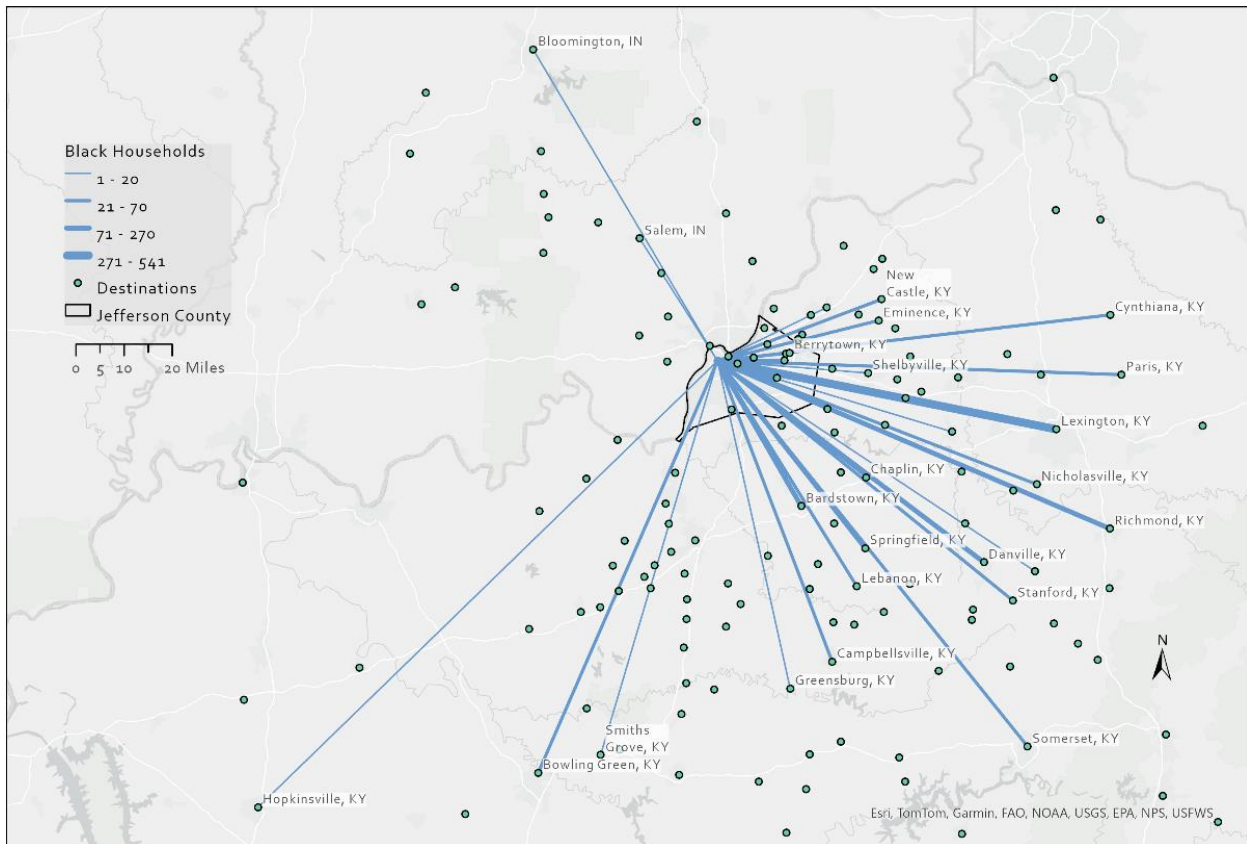 Bloomington, IN
Black Households
1 - 20
21 - 70
71 - 270
271 - 541
Destinations
Jefferson County
0 5 10 20 Miles
Salem, IN
New
Castle, KY
Eminence, KY
Cynthiana, KY
Berrytown, KY
Shelbyville, KY
Paris, KY
Lexington, KY
Chaplin, KY
Nicholasville, KY
Bardstown, KY
Richmond, KY
Springfield, KY
Danville, KY
Lebanon, KY
Stanford, KY
N
Campbellsville, KY
Greensburg, KY
Smiths
Grove, KY
Somerset, KY
Bowling Green, KY
Hopkinsville, KY
Esri, TomTom, Garmin, FAO, NOAA, USGS, EPA, NPS, USFWS